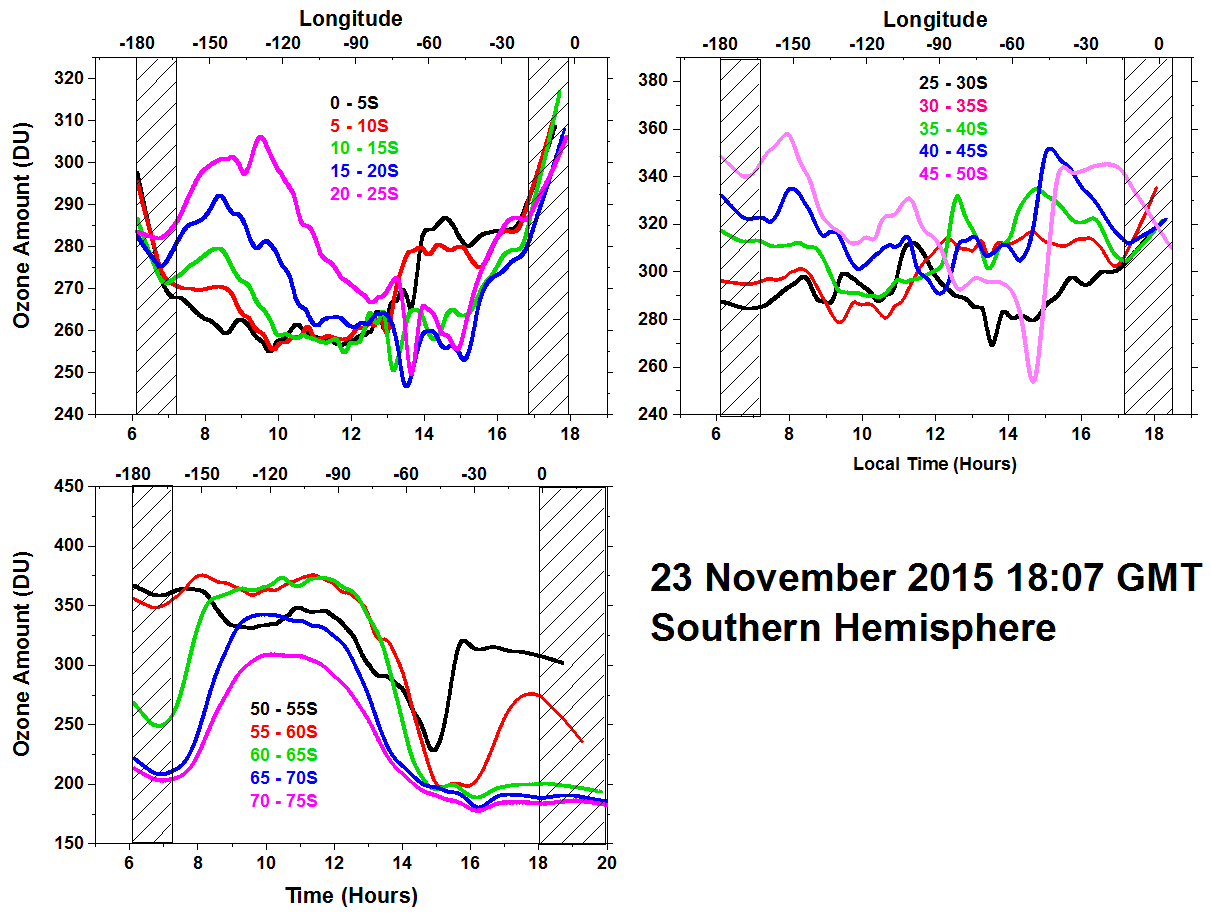 Longitude
-180 -150 -120 -90 -60 -30 0
Ozone Amount (DU)
320
310
300
290
280
270
260
250
240
0 - 5S
5 - 10S
10 - 15S
15 - 20S
20 - 25S
6 8 10 12 14 16 18
Longitude
-180 -150 -120 -90 -60 -30 0
380
360
340
320
300
280
260
240
25 - 30S
30 - 35S
35 - 40S
40 - 45S
45 - 50S
6 8 10 12 14 16 18
Local Time (Hours)
-180 -150 -120 -90 -60 -30 0
Ozone Amount (DU)
450
400
350
300
250
200
150
50 - 55S
55 - 60S
60 - 65S
65 - 70S
70 - 75S
6 8 10 12 14 16 18 20
Time (Hours)
23 November 2015 18:07 GMT
Southern Hemisphere